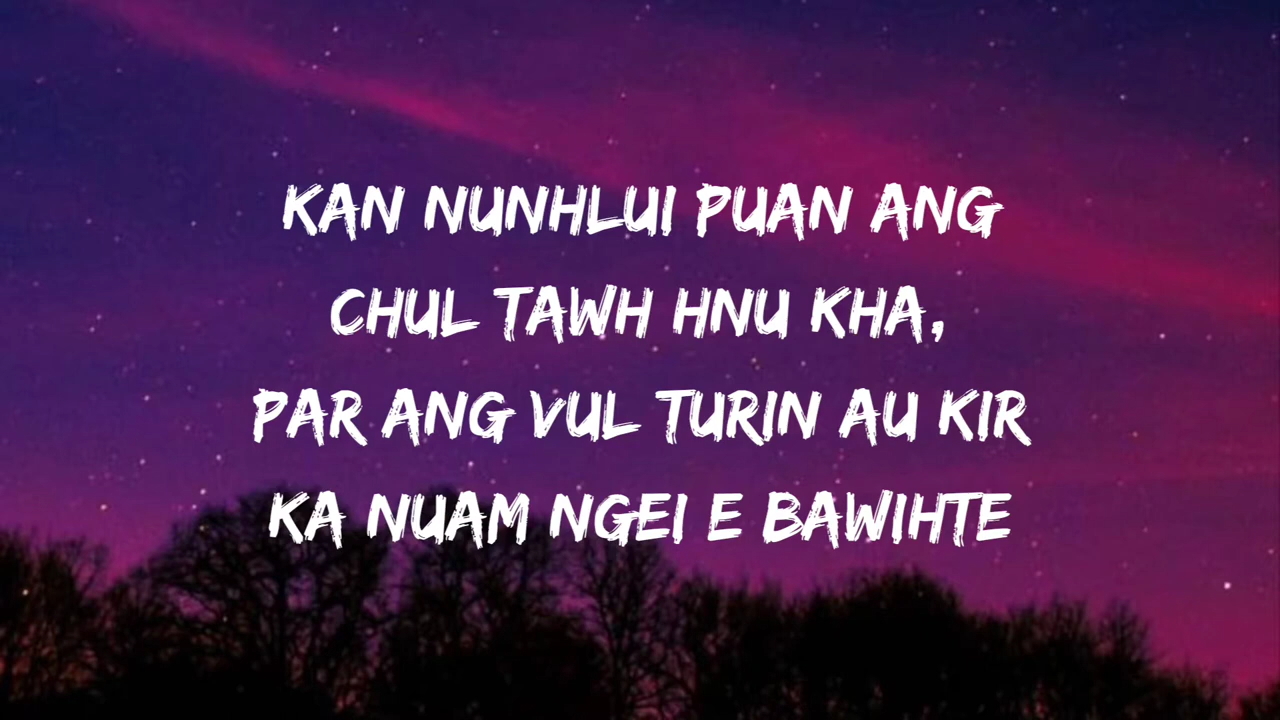 KAN NUNHLUI PUAN ANG
CHUL TAWH HNU KHA,
PAR ANG VUL TURIN AU KIR
KA NUAM NGEI E BAWIHTE